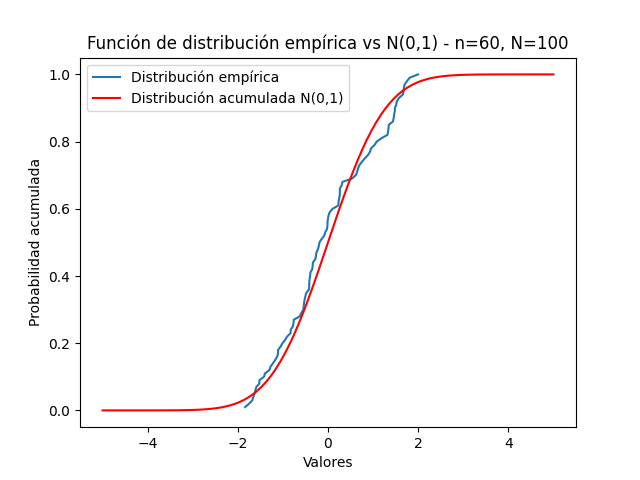 Función de distribución empírica vs N(0,1) - n=60, N=100
Distribución empírica
Distribución acumulada N(0,1)
Probabilidad acumulada
1.0
0.8
0.6
0.4
0.2
0.0
−4 −2 0 2 4
Valores